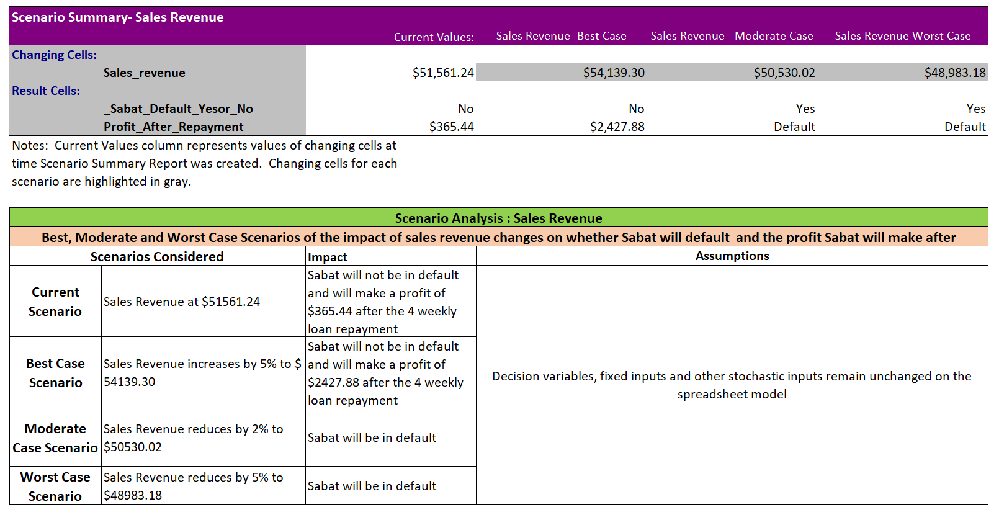 Scenario Summary- Sales Revenue
Current Values: Sales Revenue- Best Case Sales Revenue - Moderate Case Sales Revenue Worst Case
Changing Cells:
Sales_revenue $51,561.24 $54,139.30 $50,530.02 $48,983.18
Result Cells:
_Sabat_Default_Yesor_No No No Yes Yes
Profit_After_Repayment $365.44 $2,427.88 Default Default
Notes: Current Values column represents values of changing cells at
time Scenario Summary Report was created. Changing cells for each
scenario are highlighted in gray.
Scenario Analysis : Sales Revenue
Best, Moderate and Worst Case Scenarios of the impact of sales revenue changes on whether Sabat will default and the profit Sabat will make after
Scenarios Considered Impact Assumptions
Current
Scenario
Sales Revenue at $51561.24
Sabat will not be in default
and will make a profit of
$365.44 after the 4 weekly
loan repayment
Best Case
Scenario
Sales Revenue increases by 5% to $
54139.30
Sabat will not be in default
and will make a profit of
$2427.88 after the 4 weekly
loan repayment
Decision variables, fixed inputs and other stochastic inputs remain unchanged on the
spreadsheet model
Moderate
Case Scenario
Sales Revenue reduces by 2% to
$50530.02
Sabat will be in default
Worst Case
Scenario
Sales Revenue reduces by 5% to
$48983.18
Sabat will be in default